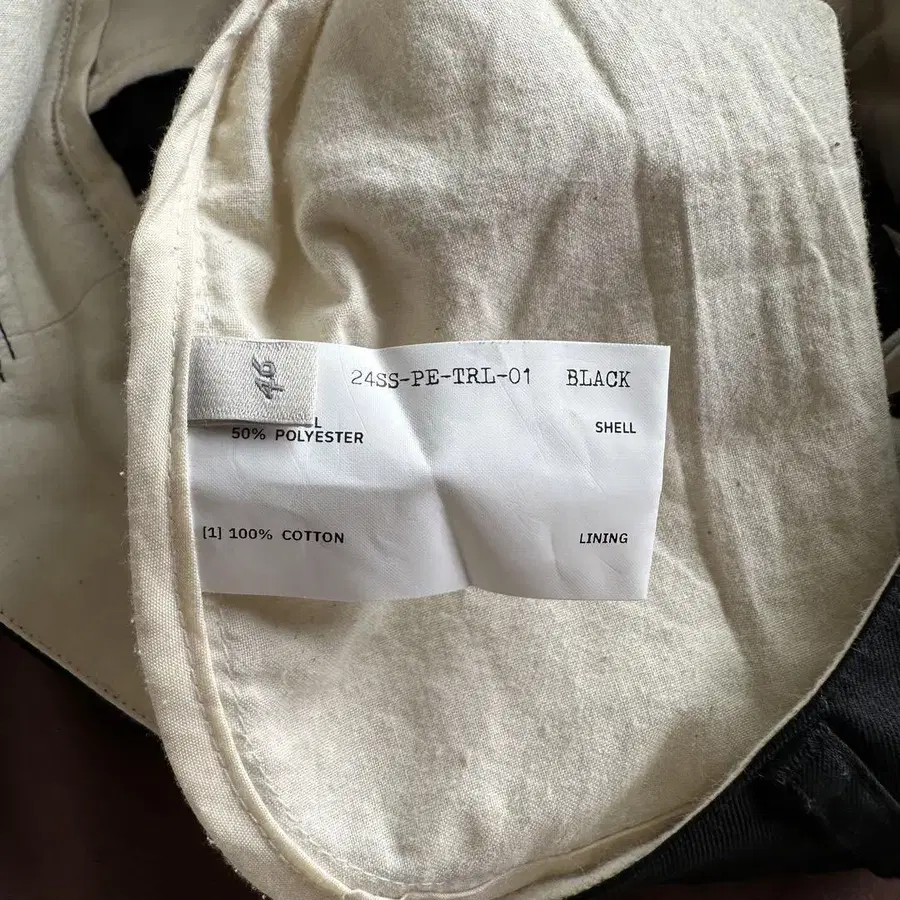 46
24SS-PE-TRL-01 BLACK
L
50% POLYESTER SHELL
[1] 100% COTTON LINING